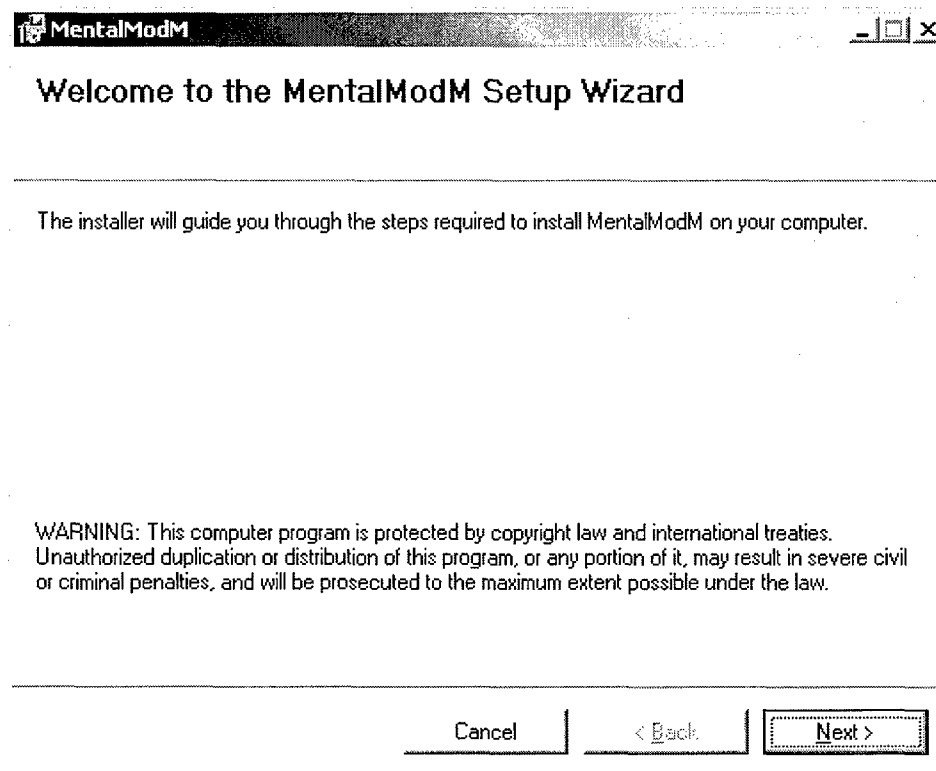 MentalModM
Welcome to the MentalModM Setup Wizard
The installer will guide you through the steps required to install MentalModM on your computer.
WARNING: This computer program is protected by copyright law and international treaties.
Unauthorized duplication or distribution of this program, or any portion of it, may result in severe civil
or criminal penalties, and will be prosecuted to the maximum extent possible under the law.
Cancel
< Back
Next >